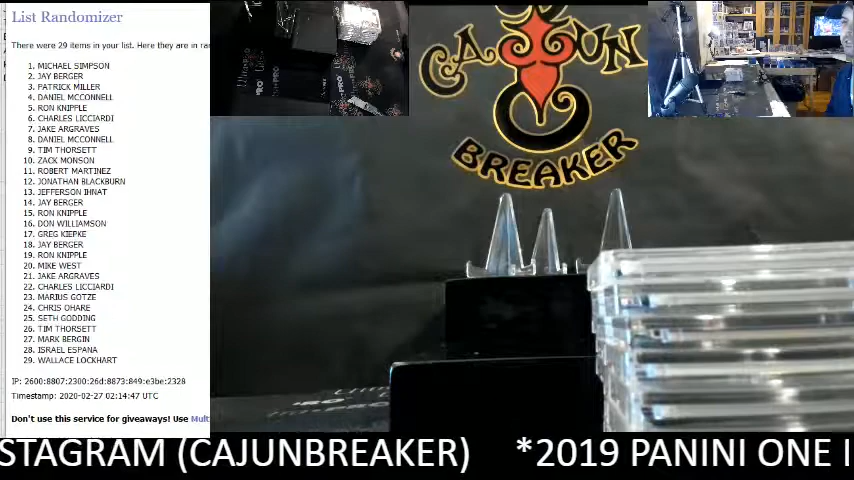 List Randomizer
There were 29 items in your list. Here they are in ra
1. MICHAEL SIMPSON
2. JAY BERGER
3. PATRICK MILLER
4. DANIEL MCCONNELL
5. RON KNIPPLE
6. CHARLES LICCIARDI
7. JAKE ARGRAVES
8. DANIEL MCCONNELL
9. TIM THORSETT
10. ZACK MONSON
11. ROBERT MARTINEZ
12. JONATHAN BLACKBURN
13. JEFFERSON IHNAT
14. JAY BERGER
15. RON KNIPPLE
16. DON WILLIAMSON
17. GREG KIEPKE
18. JAY BERGER
19. RON KNIPPLE
20. MIKE WEST
21. JAKE ARGRAVES
22. CHARLES LICCIARDI
23. MARIUS GOTZE
24. CHRIS OHARE
25. SETH GODDING
26. TIM THORSETT
27. MARK BERGIN
28. ISRAEL ESPANA
29. WALLACE LOCKHART
IP: 2600:8807:2300:26d:8873:849:e3be:2328
Timestamp: 2020-02-27 02:14:47 UTC
Don't use this service for giveaways! Use Mult
CAJUN
BREAKER
STAGRAM (CAJUNBREAKER) *2019 PANINI ONE I